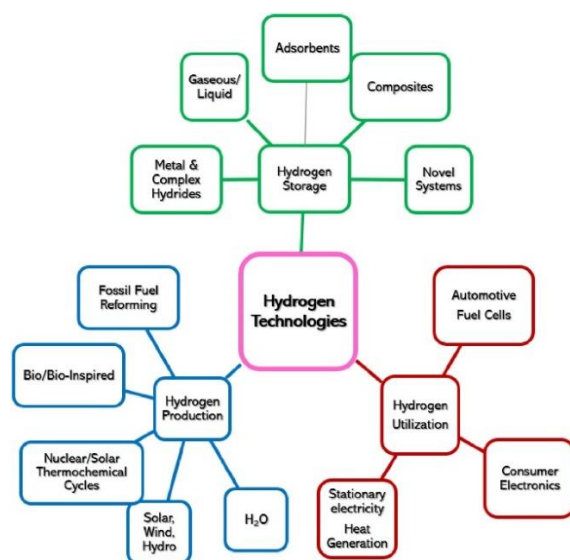 Adsorbents
Gaseous/
Liquid
Composites
Metal &
Complex
Hydrides
Hydrogen
Storage
Novel
Systems
Hydrogen
Technologies
Fossil Fuel
Reforming
Automotive
Fuel Cells
Bio/Bio-Inspired
Hydrogen
Production
Hydrogen
Utilization
Nuclear/Solar
Thermochemical
Cycles
Solar,
Wind,
Hydro
H₂O
Stationary
electricity
Heat
Generation
Consumer
Electronics